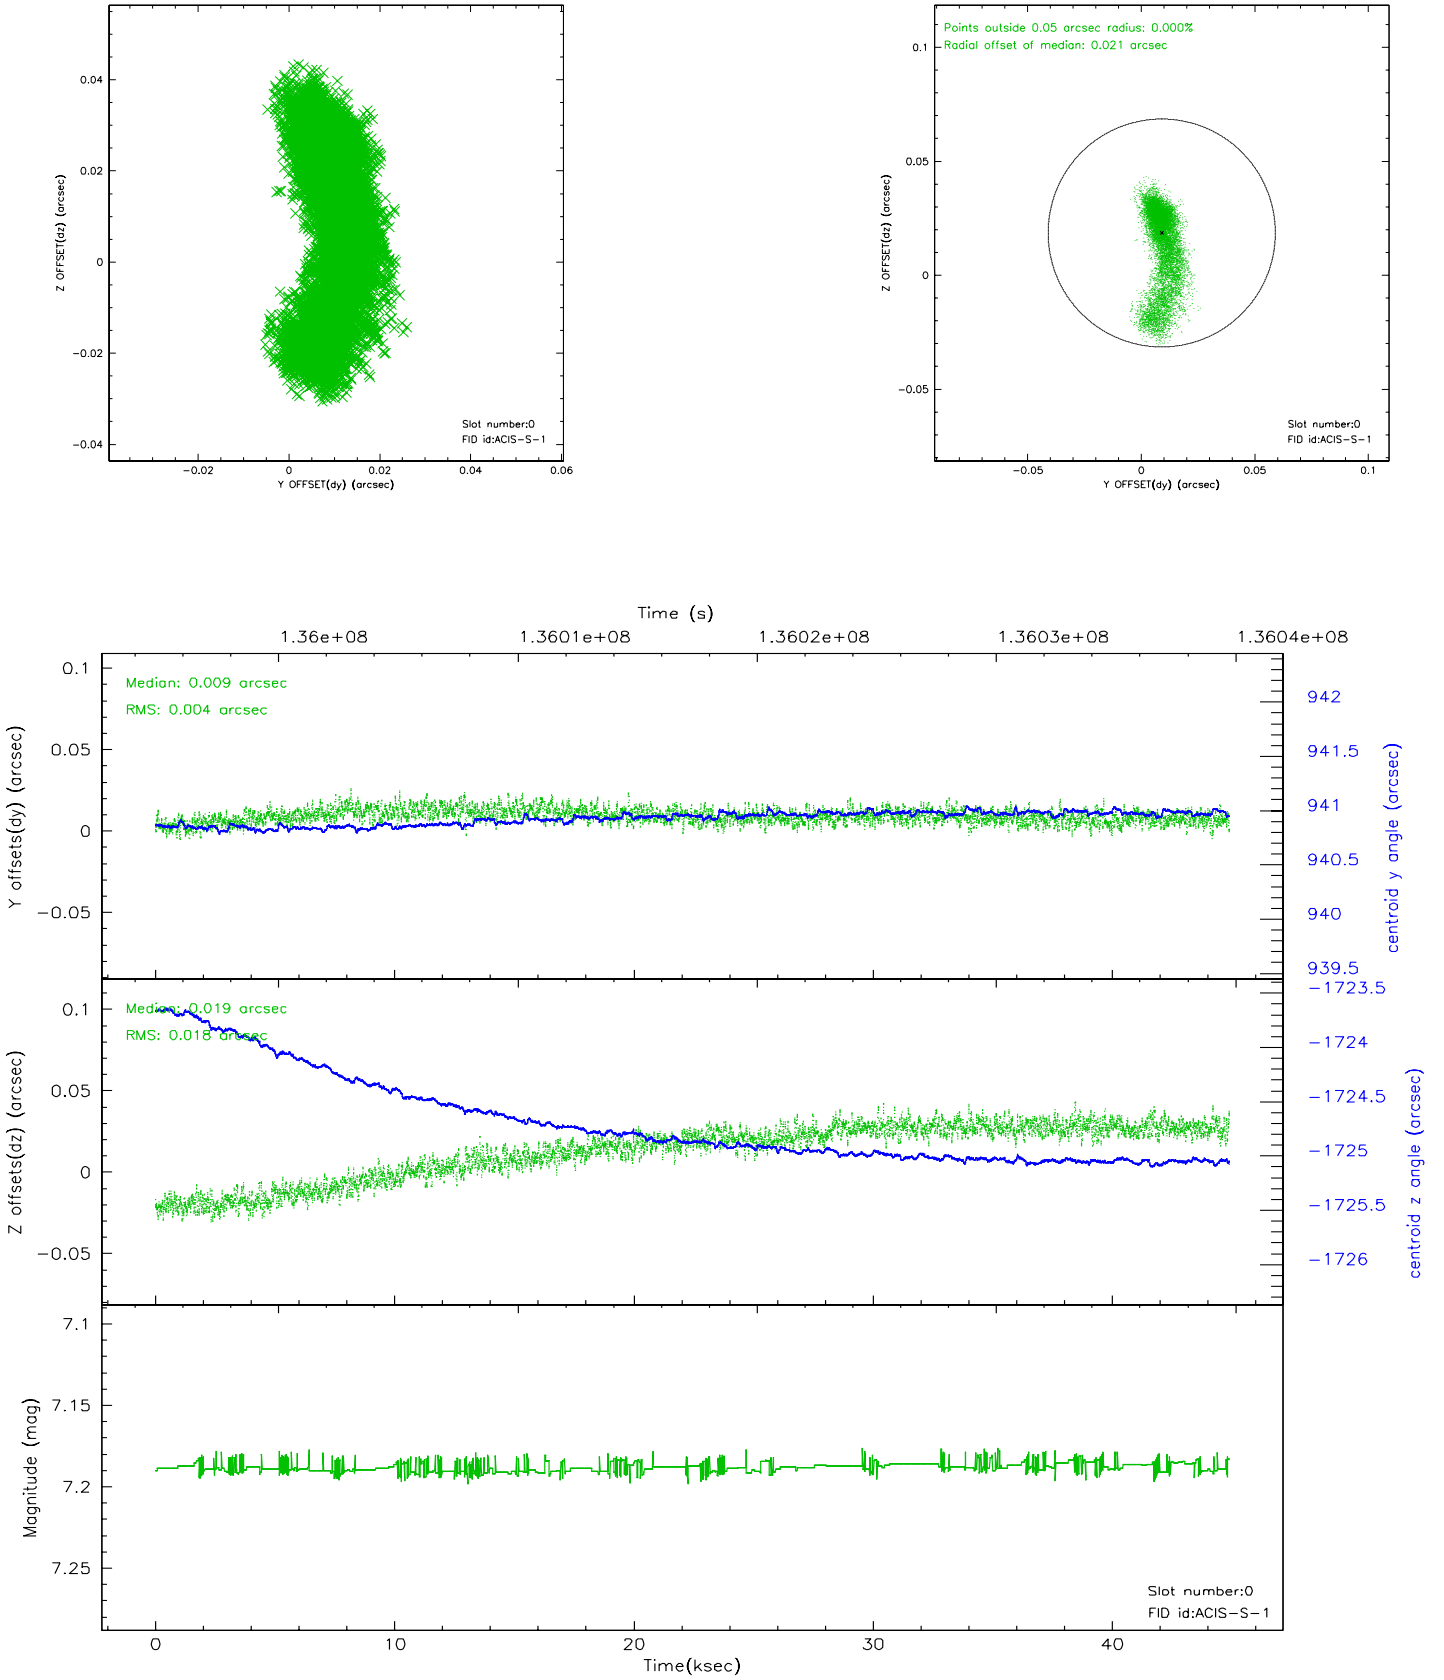 0.04
0.02
0
−0.02
−0.04
Z OFFSET(dz) (arcsec)
Slot number:0
FID id:ACIS−S−1
−0.02
0
0.02
0.04
0.06
Y OFFSET(dy) (arcsec)
Points outside 0.05 arcsec radius: 0.000%
Radial offset of median: 0.021 arcsec
0.1
0.05
0
−0.05
Z OFFSET(dz) (arcsec)
Slot number:0
FID id:ACIS−S−1
−0.05
0
0.05
0.1
Y OFFSET(dy) (arcsec)
Time (s)
1.36e+08
1.3601e+08
1.3602e+08
1.3603e+08
1.3604e+08
Median: 0.009 arcsec
RMS: 0.004 arcsec
0.1
0.05
0
−0.05
Y offsets(dy) (arcsec)
942
941.5
941
940.5
940
939.5
centroid y angle (arcsec)
Median: 0.019 arcsec
RMS: 0.018 arcsec
0.1
0.05
0
−0.05
Z offsets(dz) (arcsec)
−1723.5
−1724
−1724.5
−1725
−1725.5
−1726
centroid z angle (arcsec)
7.1
7.15
7.2
7.25
Magnitude (mag)
Slot number:0
FID id:ACIS−S−1
0
10
20
30
40
Time(ksec)